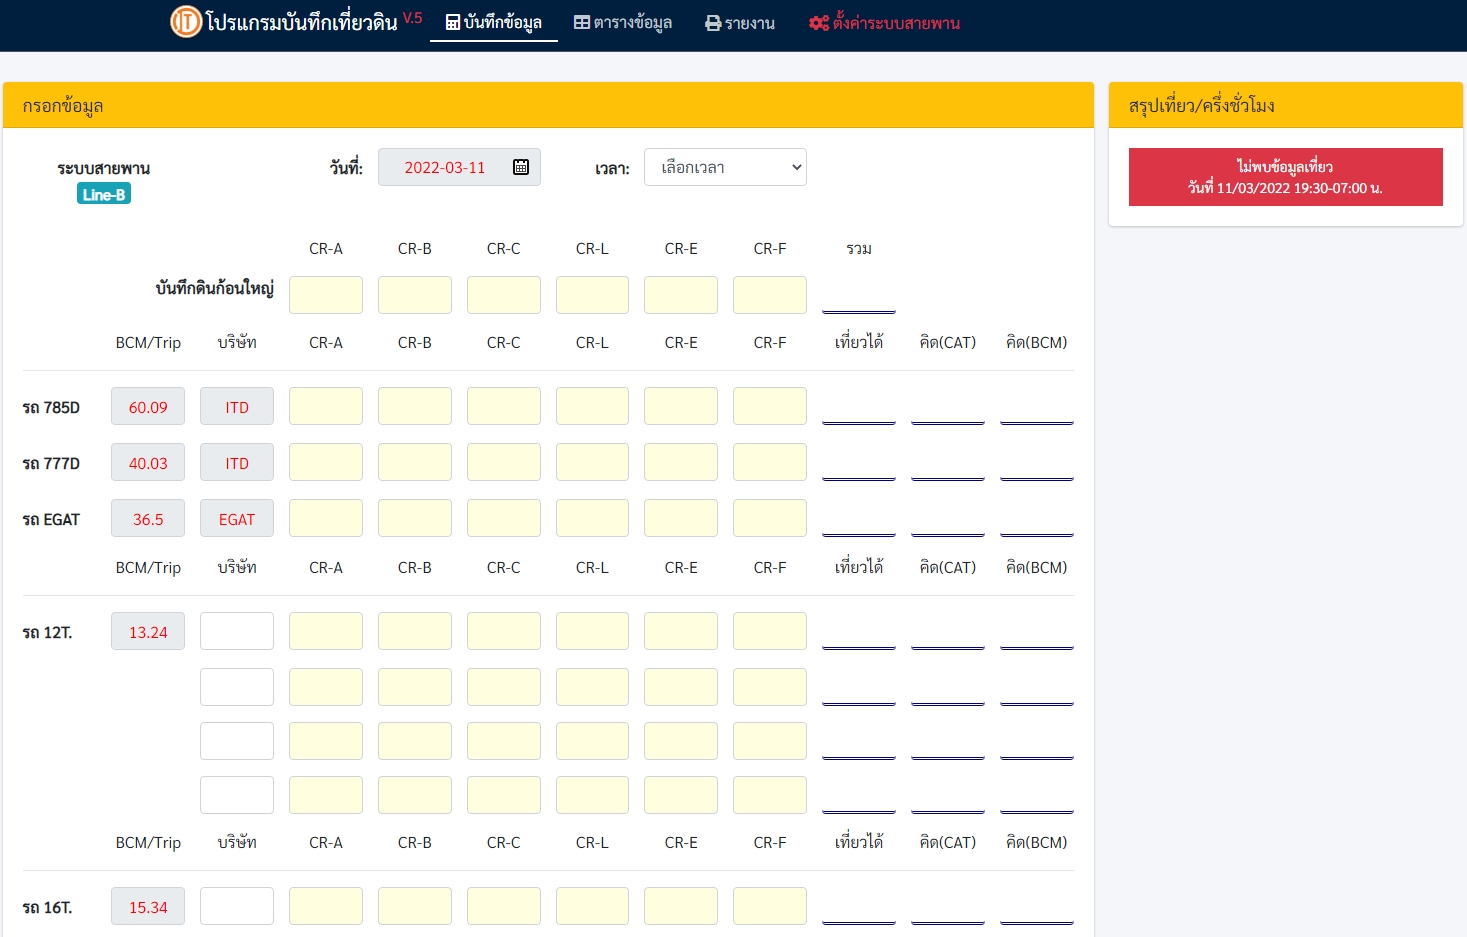 โปรแกรมบันทึกเที่ยวดิน V.5 บันทึกข้อมูล ตารางข้อมูล รายงาน ตั้งค่าระบบสายพาน
กรอกข้อมูล
ระบบสายพาน วันที่: 2022-03-11 เวลา: เลือกเวลา
Line-B
CR-A CR-B CR-C CR-L CR-E CR-F รวม
บันทึกดินก้อนใหญ่
BCM/Trip บริษัท CR-A CR-B CR-C CR-L CR-E CR-F เที่ยวได้ คิด(CAT) คิด(BCM)
รถ 785D 60.09 ITD
รถ 777D 40.03 ITD
รถ EGAT 36.5 EGAT
BCM/Trip บริษัท CR-A CR-B CR-C CR-L CR-E CR-F เที่ยวได้ คิด(CAT) คิด(BCM)
รถ 12T. 13.24
BCM/Trip บริษัท CR-A CR-B CR-C CR-L CR-E CR-F เที่ยวได้ คิด(CAT) คิด(BCM)
รถ 16T. 15.34
สรุปเที่ยว/ครึ่งชั่วโมง
ไม่พบข้อมูลเที่ยว
วันที่ 11/03/2022 19:30-07:00 น.